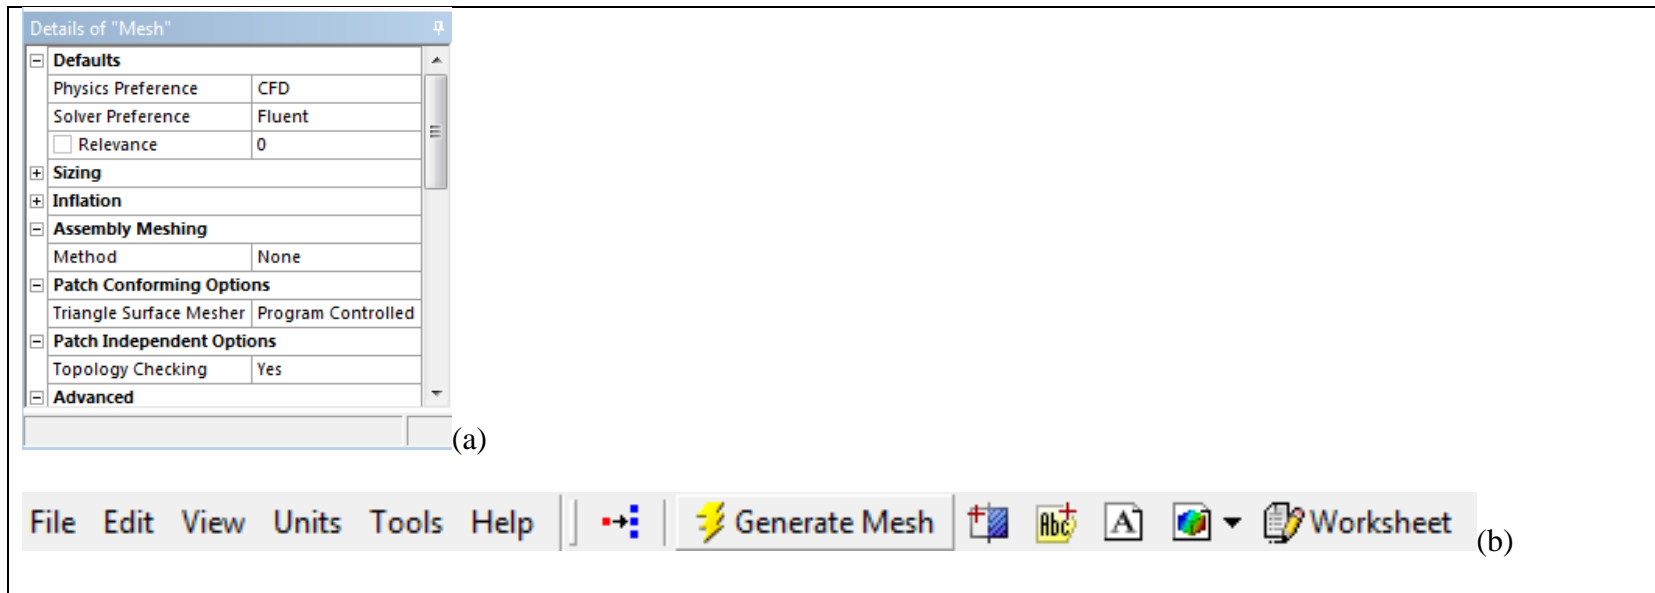 Details of "Mesh"
Defaults
Physics Preference CFD
Solver Preference Fluent
Relevance 0
Sizing
Inflation
Assembly Meshing
Method None
Patch Conforming Options
Triangle Surface Mesher Program Controlled
Patch Independent Options
Topology Checking Yes
Advanced
(a)
File Edit View Units Tools Help Generate Mesh Abc A Worksheet (b)